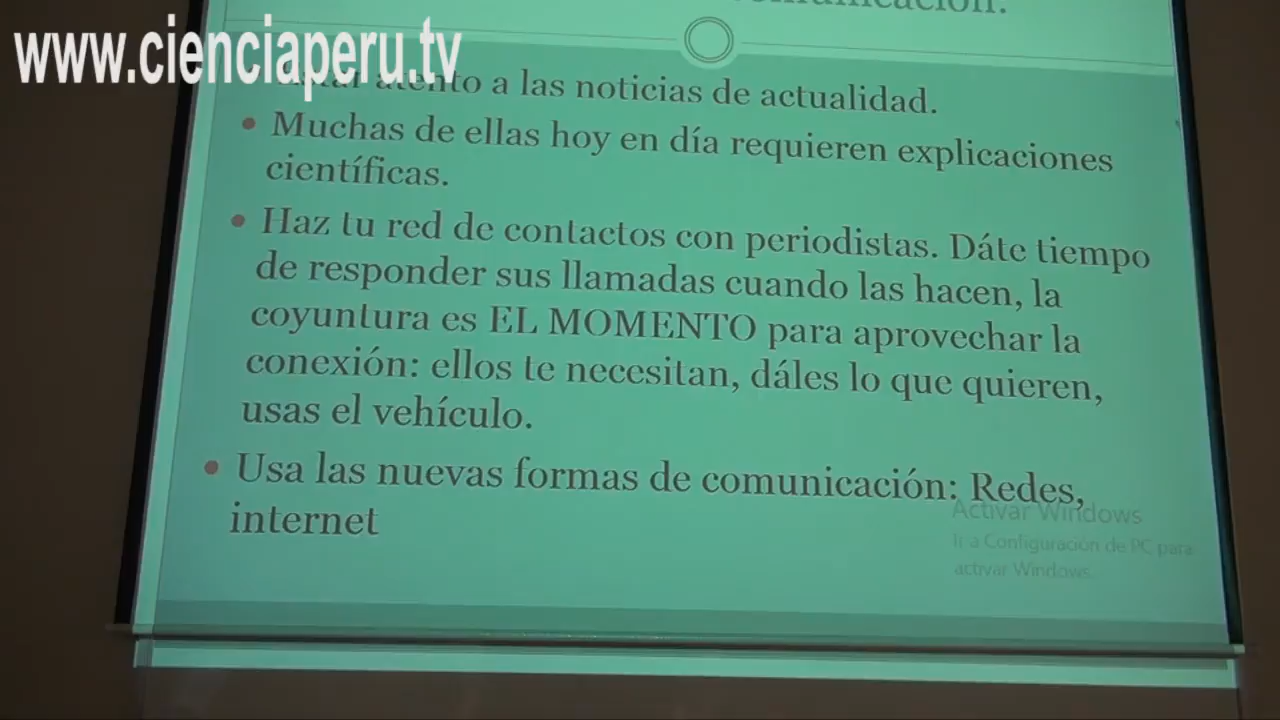 www.cienciaperu.tv
atento a las noticias de actualidad.
• Muchas de ellas hoy en día requieren explicaciones
científicas.
• Haz tu red de contactos con periodistas. Dáte tiempo
de responder sus llamadas cuando las hacen, la
coyuntura es EL MOMENTO para aprovechar la
conexión: ellos te necesitan, dáles lo que quieren,
usas el vehículo.
• Usa las nuevas formas de comunicación: Redes,
internet
Activar Windows
Ir a Configuración de PC para
activar Windows.